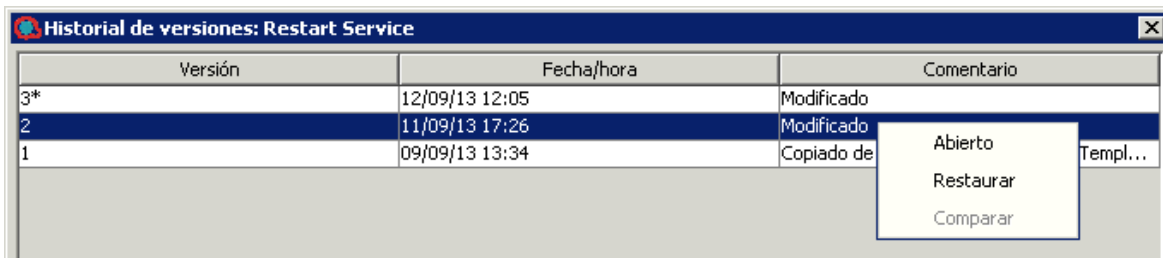 Historial de versiones: Restart Service
Versión Fecha/hora Comentario
3* 12/09/13 12:05 Modificado
2 11/09/13 17:26 Modificado
1 09/09/13 13:34 Copiado de Templ...
Abierto
Restaurar
Comparar